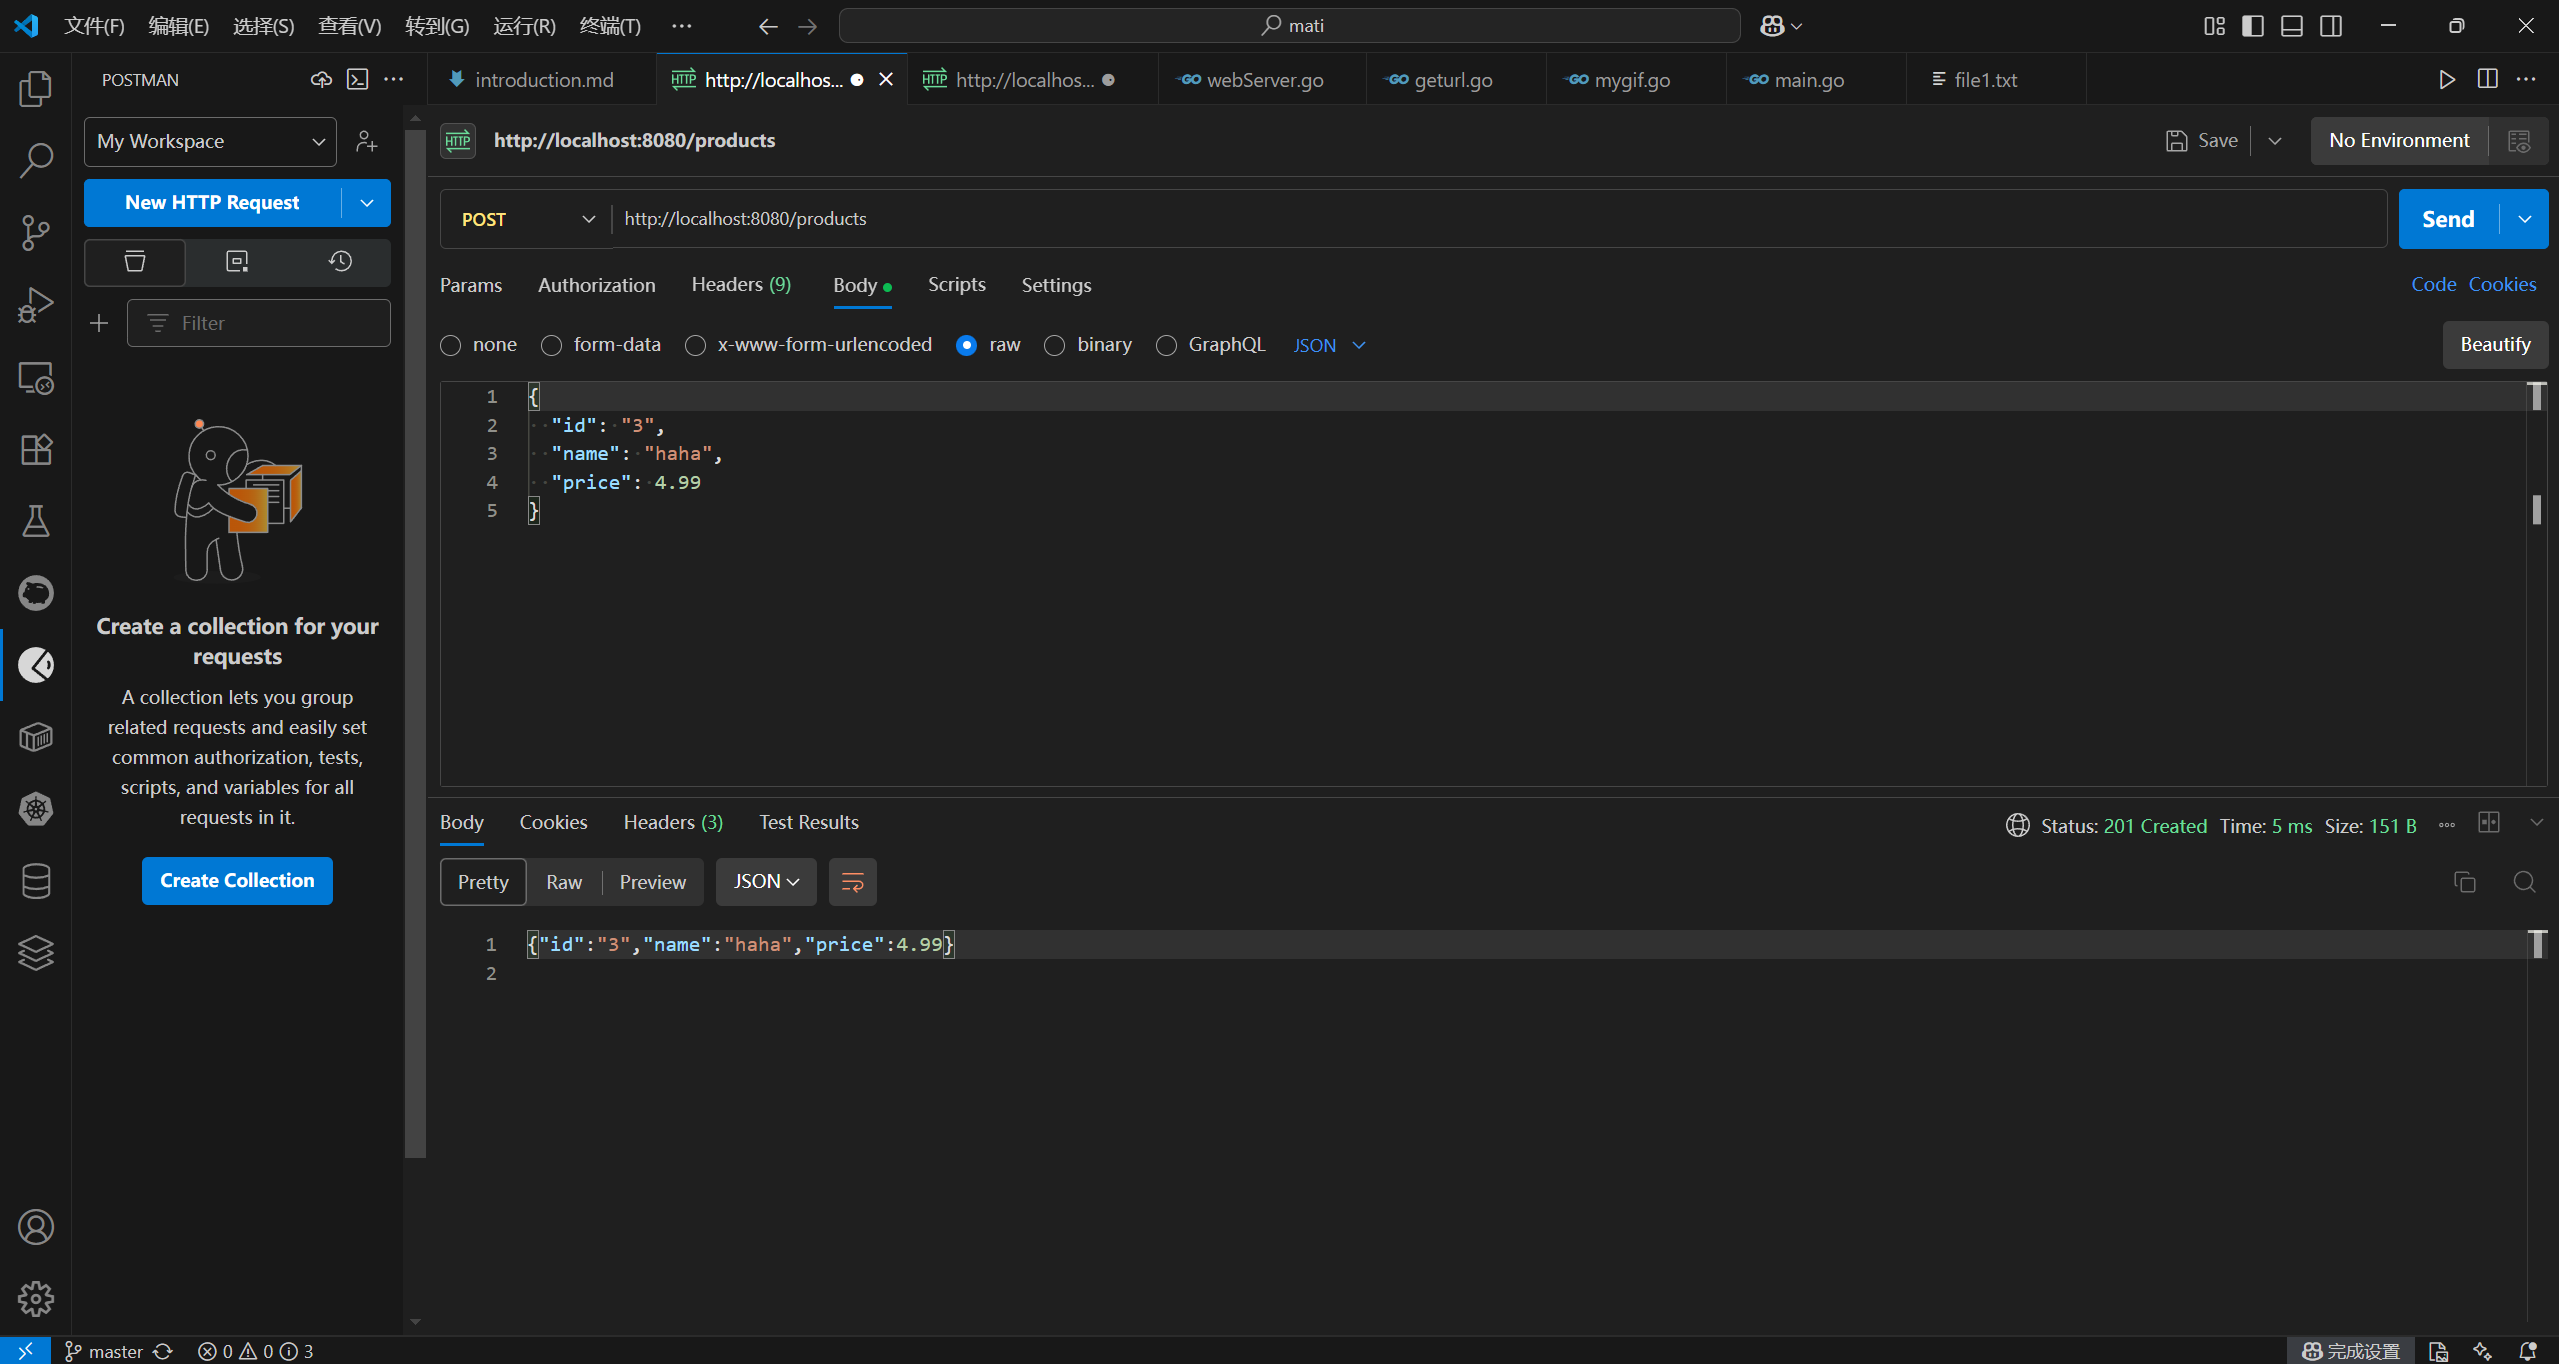 文件(F) 编辑(E) 选择(S) 查看(V) 转到(G) 运行(R) 终端(T) ··· mati
POSTMAN
introduction.md
HTTP http://localhos...
HTTP http://localhos...
GO webServer.go
GO geturl.go
GO mygif.go
GO main.go
file1.txt
My Workspace
New HTTP Request
Filter
Create a collection for your
requests
A collection lets you group
related requests and easily set
common authorization, tests,
scripts, and variables for all
requests in it.
Create Collection
HTTP http://localhost:8080/products
Save
No Environment
POST http://localhost:8080/products
Send
Params Authorization Headers (9) Body Scripts Settings
Code Cookies
none form-data x-www-form-urlencoded raw binary GraphQL JSON
Beautify
1 {
2 "id": "3",
3 "name": "haha",
4 "price": 4.99
5 }
Body Cookies Headers (3) Test Results
Status: 201 Created Time: 5 ms Size: 151 B
Pretty Raw Preview JSON
1 {"id":"3","name":"haha","price":4.99}
2
master 0 0 3
完成设置